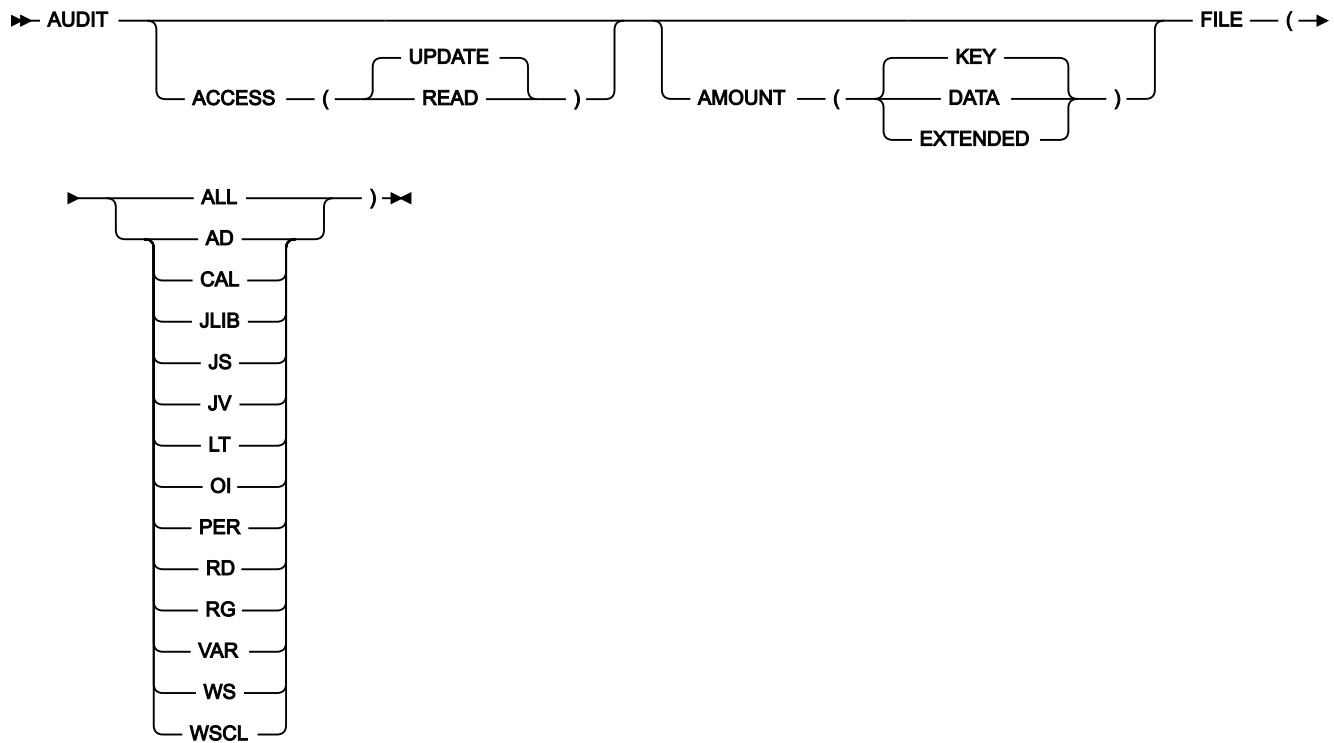 AUDIT FILE (
UPDATE KEY
ACCESS ( READ ) AMOUNT ( DATA )
EXTENDED
ALL )
AD
CAL
JLIB
JS
JV
LT
OI
PER
RD
RG
VAR
WS
WSCL